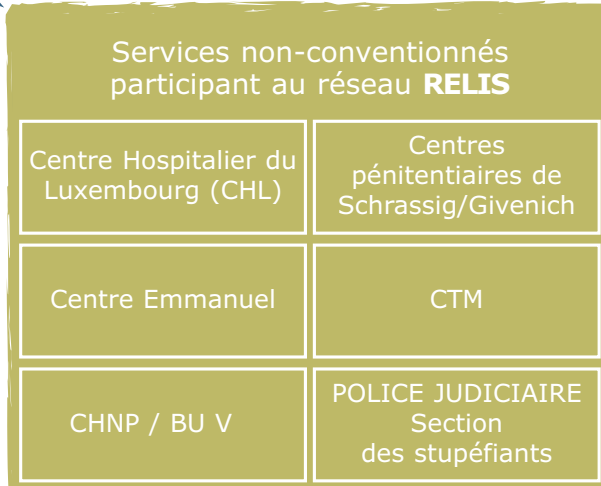 Services non-conventionnés
participant au réseau RELIS
Centre Hospitalier du
Luxembourg (CHL)
Centres
pénitentiaires de
Schrassig/Givenich
Centre Emmanuel
CTM
CHNP / BU V
POLICE JUDICIAIRE
Section
des stupéfiants